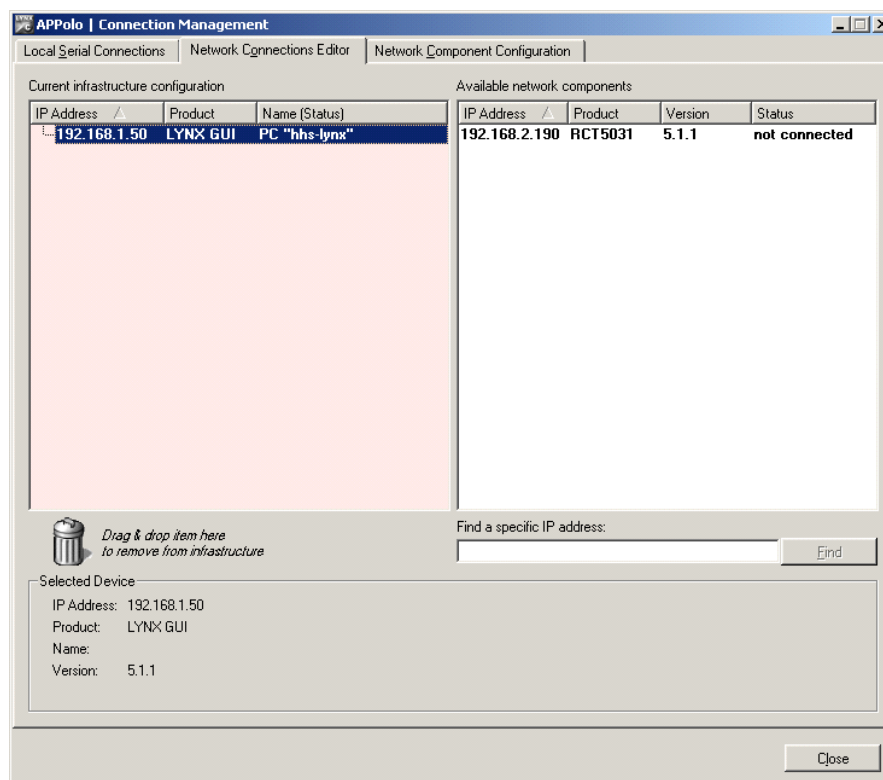 APPolo | Connection Management
Local Serial Connections Network Connections Editor Network Component Configuration
Current infrastructure configuration
IP Address Product Name (Status)
192.168.1.50 LYNX GUI PC "hhs-lynx"
Available network components
IP Address Product Version Status
192.168.2.190 RCT5031 5.1.1 not connected
Drag & drop item here
to remove from infrastructure
Find a specific IP address:
Find
Selected Device
IP Address: 192.168.1.50
Product: LYNX GUI
Name:
Version: 5.1.1
Close